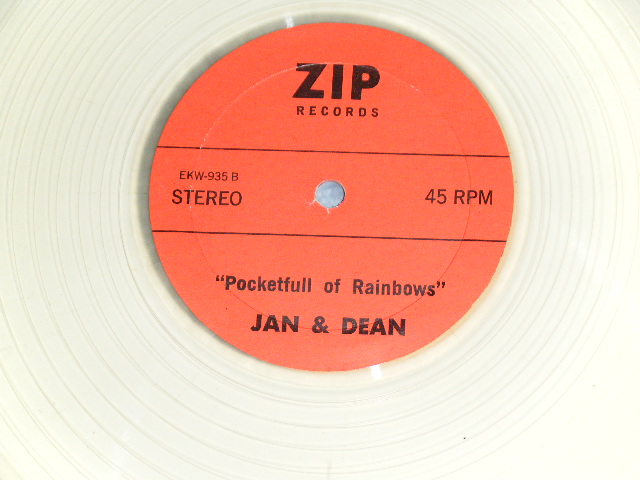 ZIP
RECORDS
EKW-935 B
STEREO
45 RPM
"Pocketfull of Rainbows"
JAN & DEAN